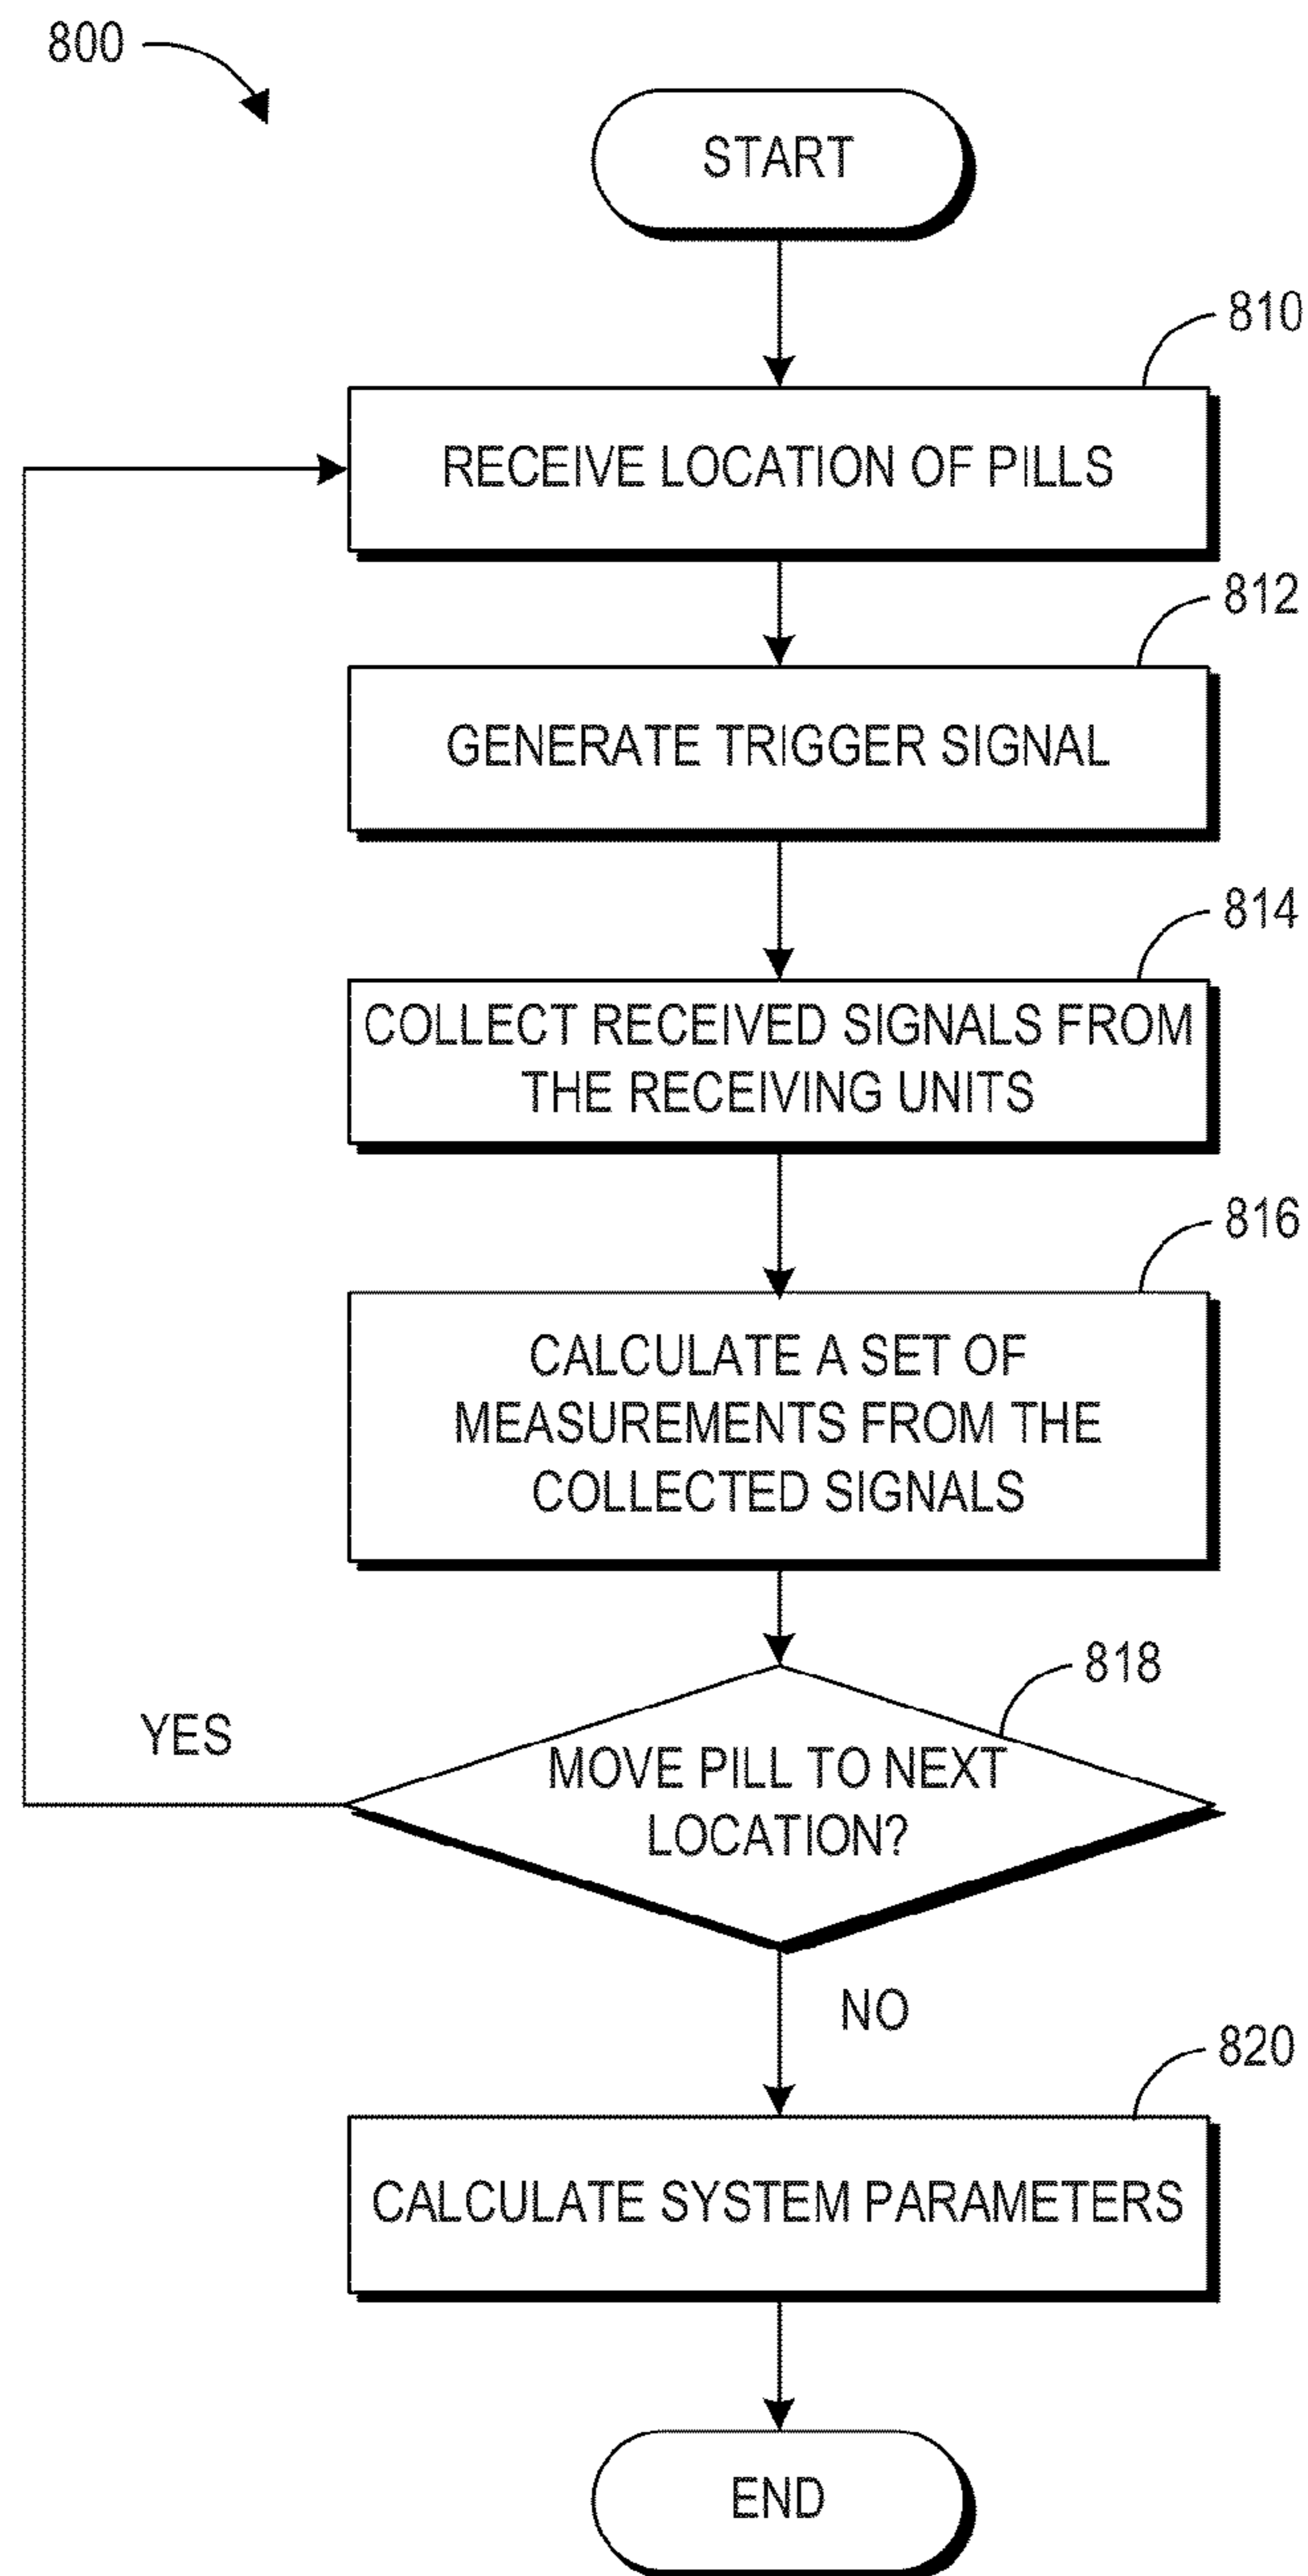 800
START
810
RECEIVE LOCATION OF PILLS
812
GENERATE TRIGGER SIGNAL
814
COLLECT RECEIVED SIGNALS FROM
THE RECEIVING UNITS
816
CALCULATE A SET OF
MEASUREMENTS FROM THE
COLLECTED SIGNALS
818
YES
MOVE PILL TO NEXT
LOCATION?
NO
820
CALCULATE SYSTEM PARAMETERS
END